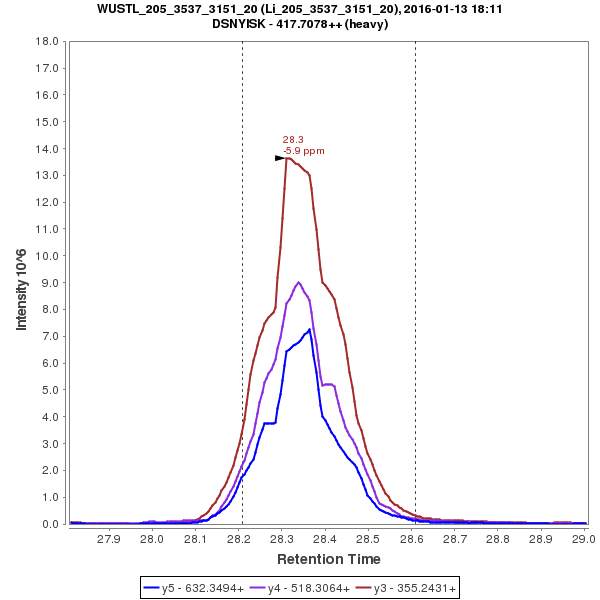 WUSTL_205_3537_3151_20 (Li_205_3537_3151_20), 2016-01-13 18:11
DSNYISK - 417.7078++ (heavy)
18.0
17.0
16.0
15.0
14.0
13.0
12.0
11.0
10.0
9.0
8.0
7.0
6.0
5.0
4.0
3.0
2.0
1.0
0.0
Intensity 10^6
28.3
-5.9 ppm
27.9 28.0 28.1 28.2 28.3 28.4 28.5 28.6 28.7 28.8 28.9 29.0
Retention Time
y5 - 632.3494+ y4 - 518.3064+ y3 - 355.2431+